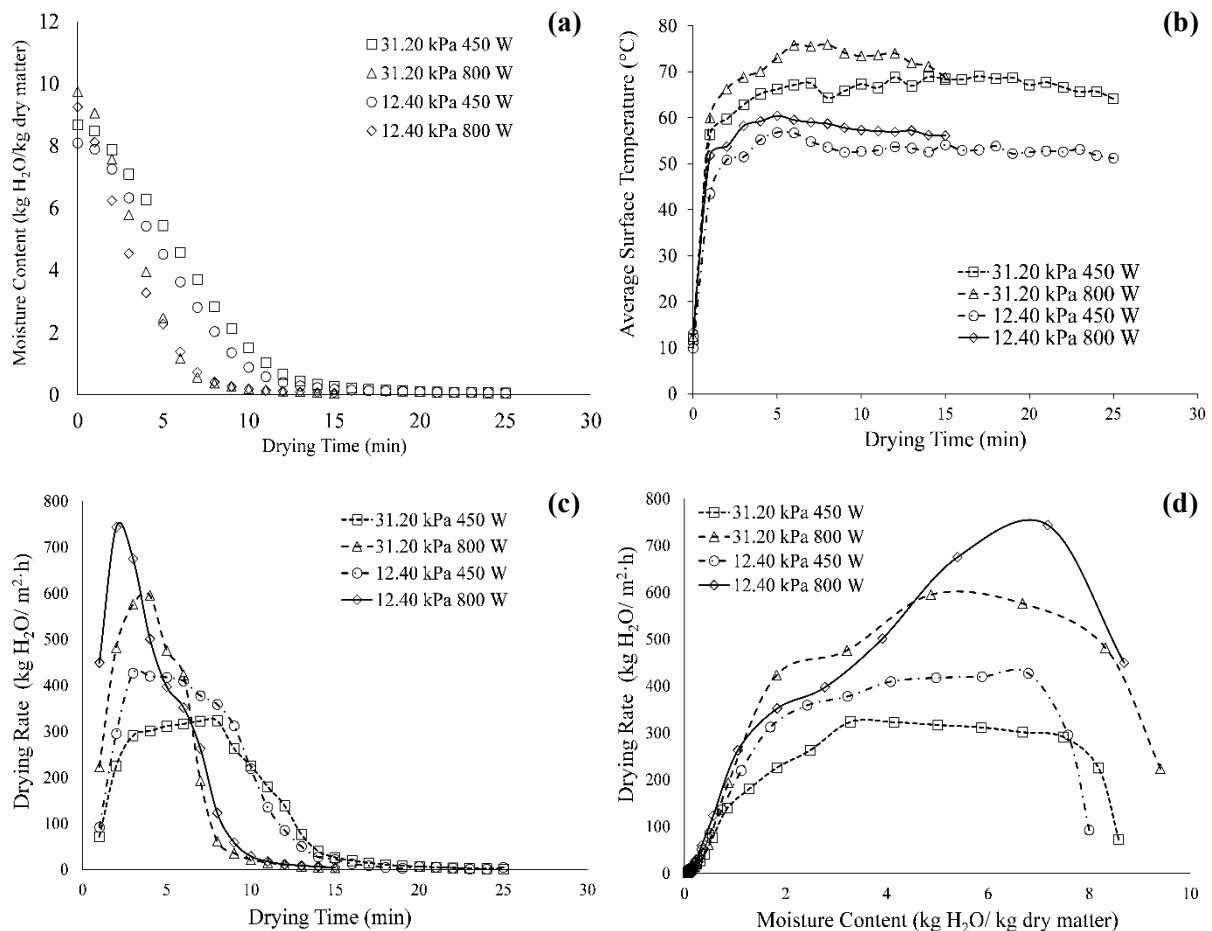 (a)
Moisture Content (kg H₂O/kg dry matter)
12
10
8
6
4
2
0
0 5 10 15 20 25 30
Drying Time (min)
31.20 kPa 450 W
31.20 kPa 800 W
12.40 kPa 450 W
12.40 kPa 800 W
(b)
Average Surface Temperature (°C)
80
70
60
50
40
30
20
10
0
0 5 10 15 20 25 30
Drying Time (min)
31.20 kPa 450 W
31.20 kPa 800 W
12.40 kPa 450 W
12.40 kPa 800 W
(c)
Drying Rate (kg H₂O/ m²·h)
800
700
600
500
400
300
200
100
0
0 5 10 15 20 25 30
Drying Time (min)
31.20 kPa 450 W
31.20 kPa 800 W
12.40 kPa 450 W
12.40 kPa 800 W
(d)
Drying Rate (kg H₂O/ m²·h)
800
700
600
500
400
300
200
100
0
0 2 4 6 8 10
Moisture Content (kg H₂O/ kg dry matter)
31.20 kPa 450 W
31.20 kPa 800 W
12.40 kPa 450 W
12.40 kPa 800 W